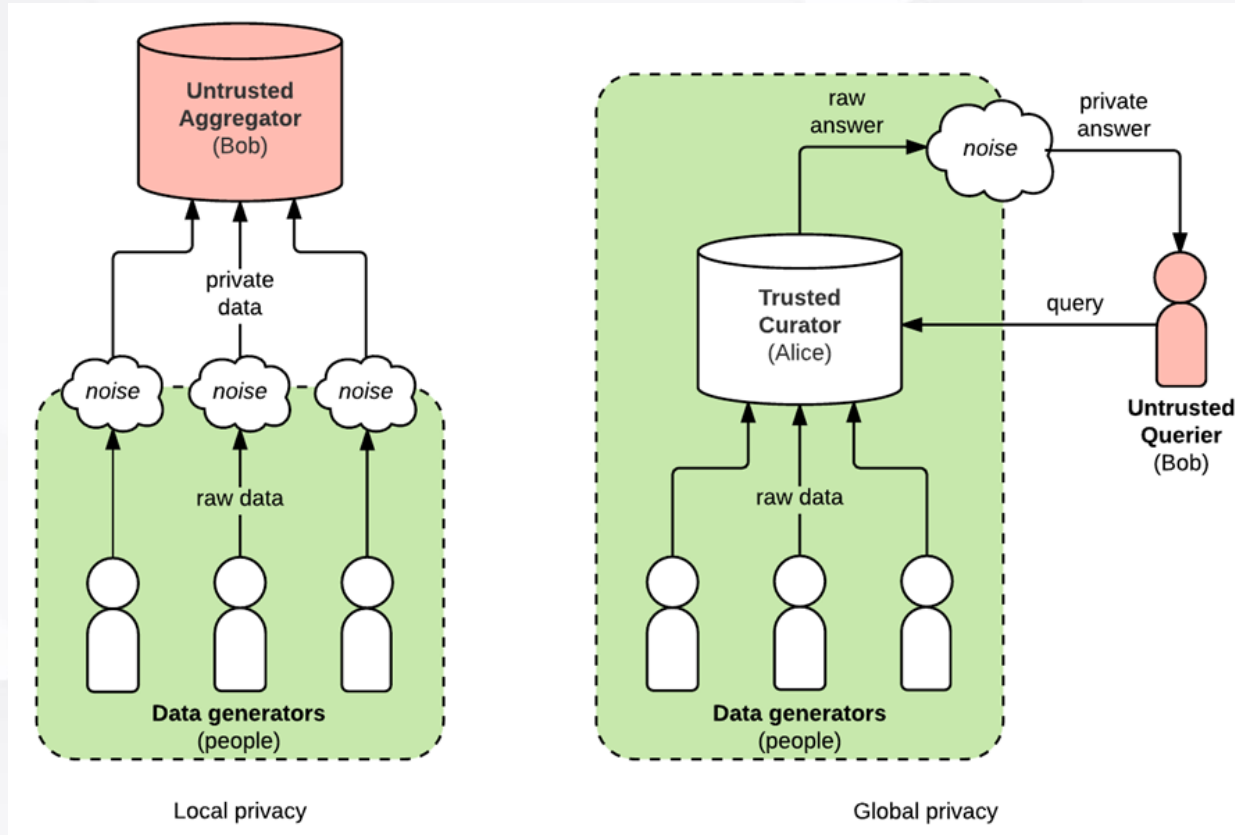 Untrusted
Aggregator
(Bob)
private
data
noise
noise
noise
raw data
Data generators
(people)
Local privacy
raw
answer
noise
private
answer
Trusted
Curator
(Alice)
query
Untrusted
Querier
(Bob)
raw data
Data generators
(people)
Global privacy